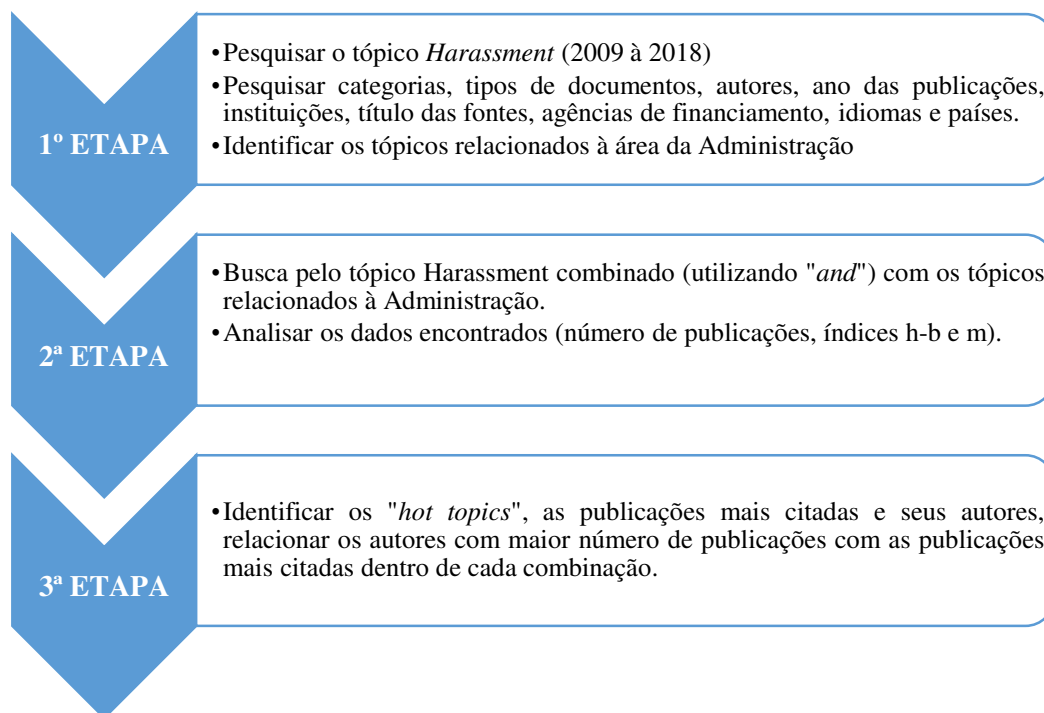 1º ETAPA
•Pesquisar o tópico Harassment (2009 à 2018)
•Pesquisar categorias, tipos de documentos, autores, ano das publicações,
instituições, título das fontes, agências de financiamento, idiomas e países.
•Identificar os tópicos relacionados à área da Administração
2ª ETAPA
•Busca pelo tópico Harassment combinado (utilizando "and") com os tópicos
relacionados à Administração.
•Analisar os dados encontrados (número de publicações, índices h-b e m).
3ª ETAPA
•Identificar os "hot topics", as publicações mais citadas e seus autores,
relacionar os autores com maior número de publicações com as publicações
mais citadas dentro de cada combinação.